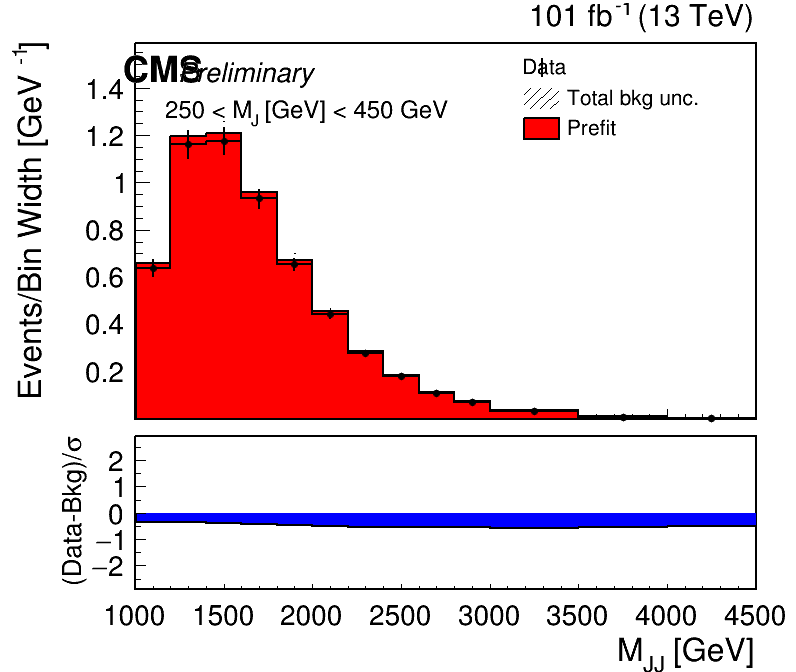 101 fb⁻¹ (13 TeV)
CMS Preliminary
250 < M_J [GeV] < 450 GeV
Data
Total bkg unc.
Prefit
Events/Bin Width [GeV⁻¹]
1.4
1.2
1
0.8
0.6
0.4
0.2
(Data-Bkg)/σ
2
1
0
−1
−2
1000 1500 2000 2500 3000 3500 4000 4500
M_JJ [GeV]